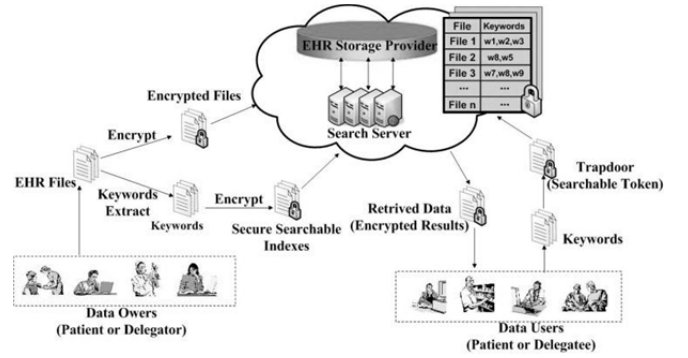 EHR Storage Provider
Search Server
File Keywords
File 1 w1,w2,w3
File 2 w8,w5
File 3 w7,w8,w9
... ...
File n ...
Encrypted Files
Encrypt
EHR Files
Keywords
Extract
Keywords
Encrypt
Secure Searchable
Indexes
Retrived Data
(Encrypted Results)
Trapdoor
(Searchable Token)
Keywords
Data Owers
(Patient or Delegator)
Data Users
(Patient or Delegatee)